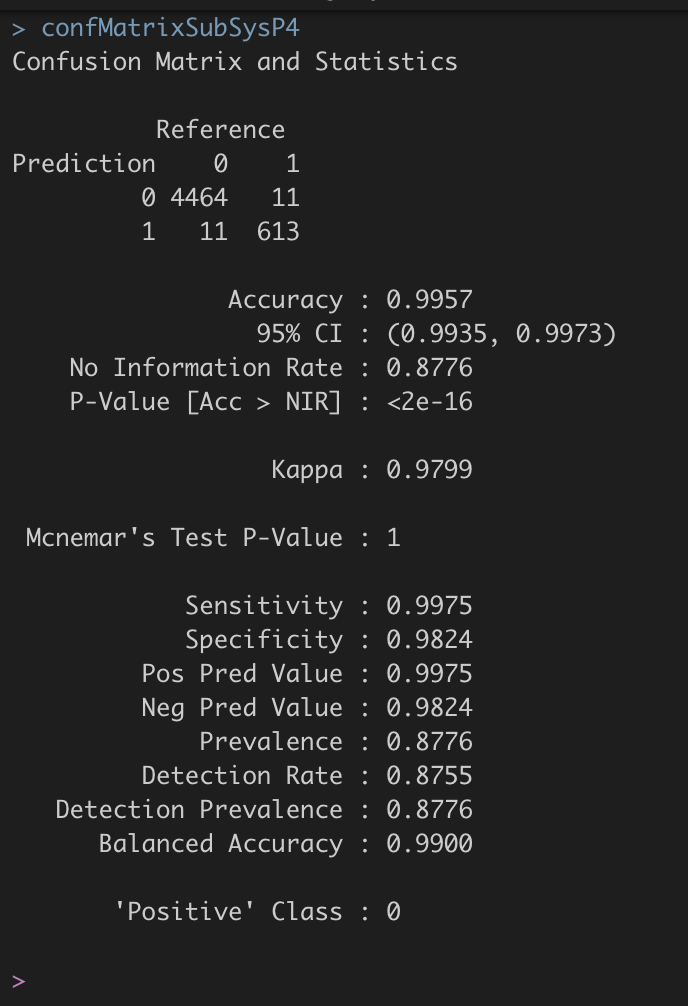 > confMatrixSubSysP4
Confusion Matrix and Statistics
Reference
Prediction 0 1
0 4464 11
1 11 613
Accuracy : 0.9957
95% CI : (0.9935, 0.9973)
No Information Rate : 0.8776
P-Value [Acc > NIR] : <2e-16
Kappa : 0.9799
Mcnemar's Test P-Value : 1
Sensitivity : 0.9975
Specificity : 0.9824
Pos Pred Value : 0.9975
Neg Pred Value : 0.9824
Prevalence : 0.8776
Detection Rate : 0.8755
Detection Prevalence : 0.8776
Balanced Accuracy : 0.9900
'Positive' Class : 0
>